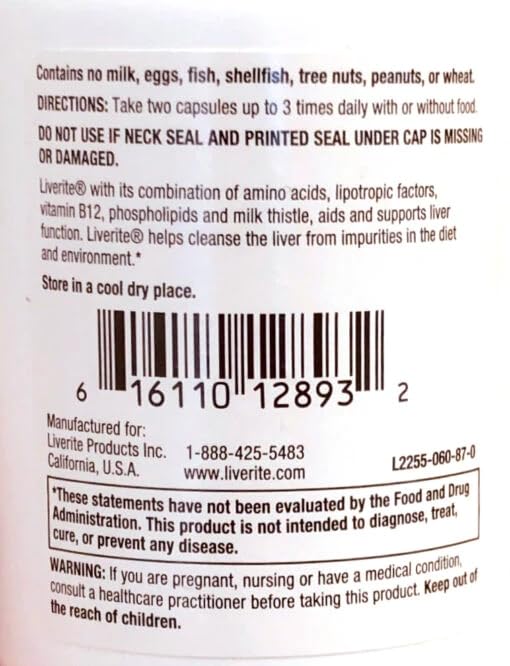 Contains no milk, eggs, fish, shellfish, tree nuts, peanuts, or wheat.
DIRECTIONS: Take two capsules up to 3 times daily with or without food.
DO NOT USE IF NECK SEAL AND PRINTED SEAL UNDER CAP IS MISSING
OR DAMAGED.
Liverite® with its combination of amino acids, lipotropic factors,
vitamin B12, phospholipids and milk thistle, aids and supports liver
function. Liverite® helps cleanse the liver from impurities in the diet
and environment.*
Store in a cool dry place.
6 16110 12893 2
Manufactured for:
Liverite Products Inc. 1-888-425-5483
California, U.S.A. www.liverite.com L2255-060-87-0
*These statements have not been evaluated by the Food and Drug
Administration. This product is not intended to diagnose, treat,
cure, or prevent any disease.
WARNING: If you are pregnant, nursing or have a medical condition,
consult a healthcare practitioner before taking this product. Keep out of
the reach of children.